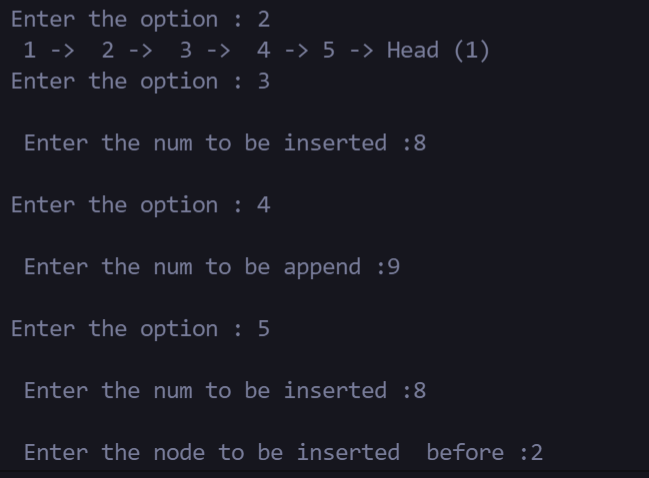 Enter the option : 2
1 -> 2 -> 3 -> 4 -> 5 -> Head (1)
Enter the option : 3
Enter the num to be inserted :8
Enter the option : 4
Enter the num to be append :9
Enter the option : 5
Enter the num to be inserted :8
Enter the node to be inserted  before :2